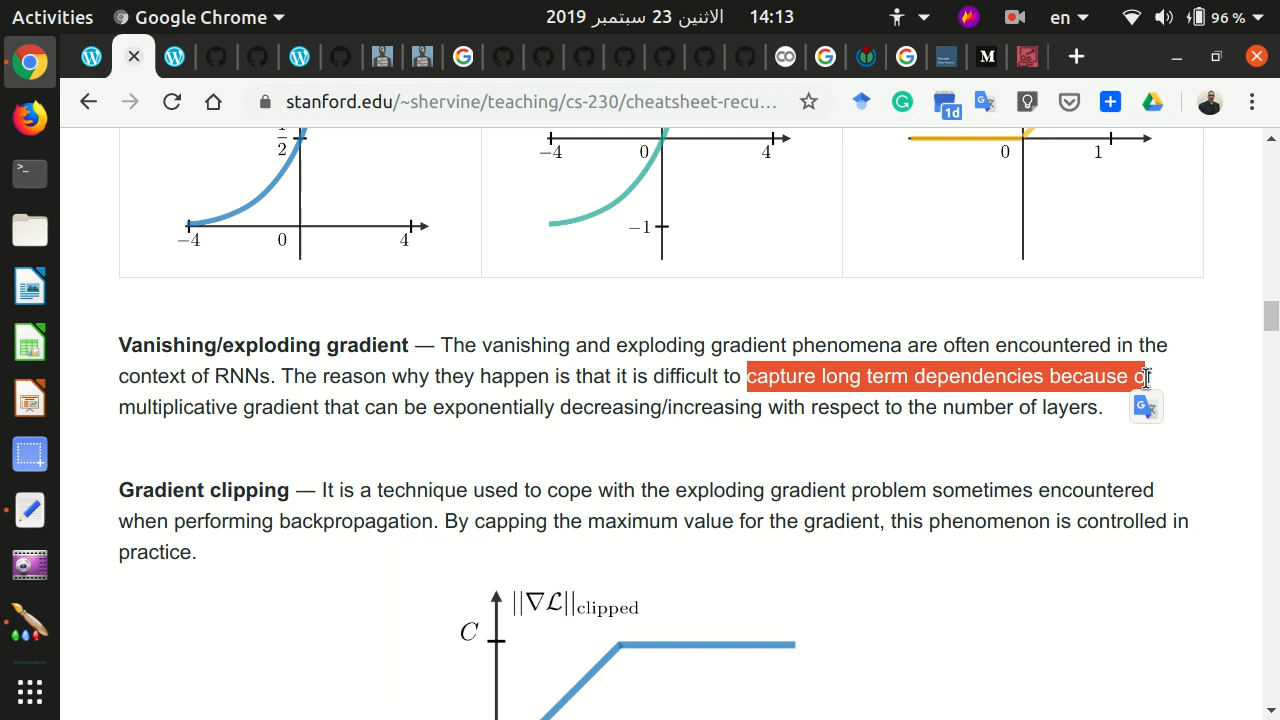 Activities Google Chrome 2019 الاثنين 23 سبتمبر 14:13 en 96 %
stanford.edu/~shervine/teaching/cs-230/cheatsheet-recu...
1d
2
−4
0
4
−4
0
4
−1
0
1
Vanishing/exploding gradient — The vanishing and exploding gradient phenomena are often encountered in the
context of RNNs. The reason why they happen is that it is difficult to capture long term dependencies because of
multiplicative gradient that can be exponentially decreasing/increasing with respect to the number of layers.
Gradient clipping — It is a technique used to cope with the exploding gradient problem sometimes encountered
when performing backpropagation. By capping the maximum value for the gradient, this phenomenon is controlled in
practice.
||∇ℒ||clipped
C